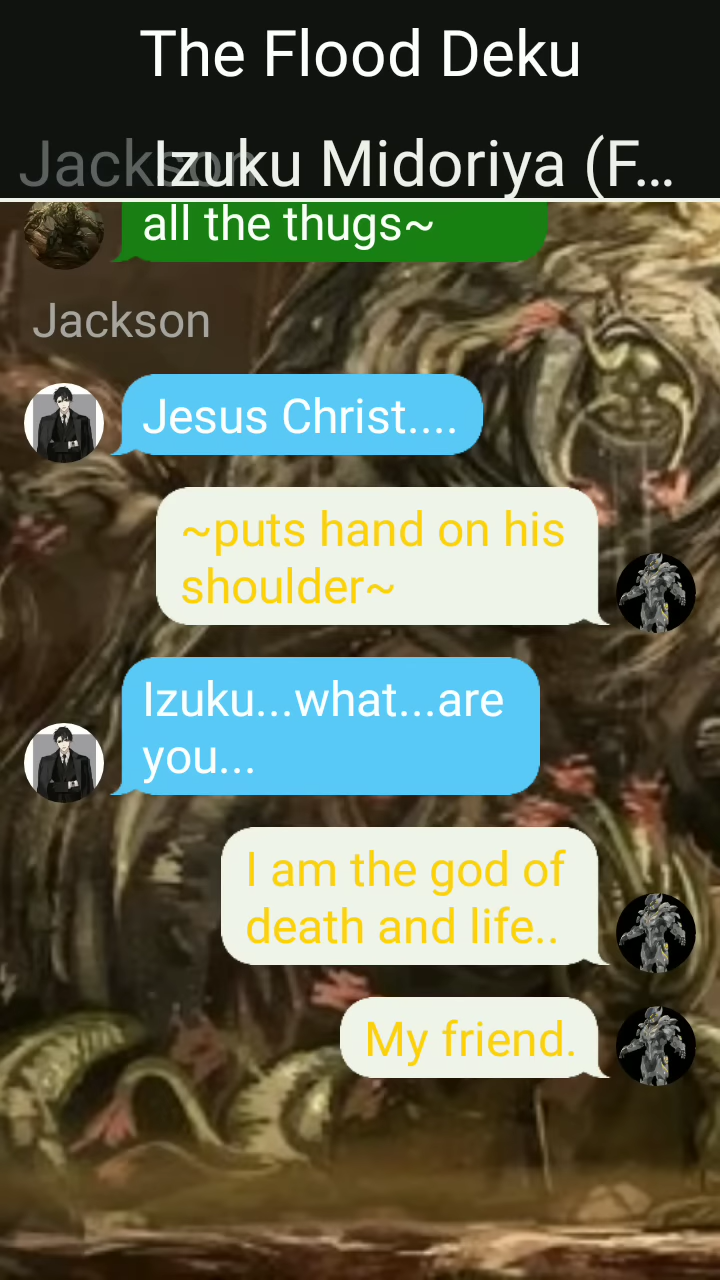 The Flood Deku
Jackson
Izuku Midoriya (F...
all the thugs~
Jackson
Jesus Christ....
~puts hand on his
shoulder~
Izuku...what...are
you...
I am the god of
death and life..
My friend.